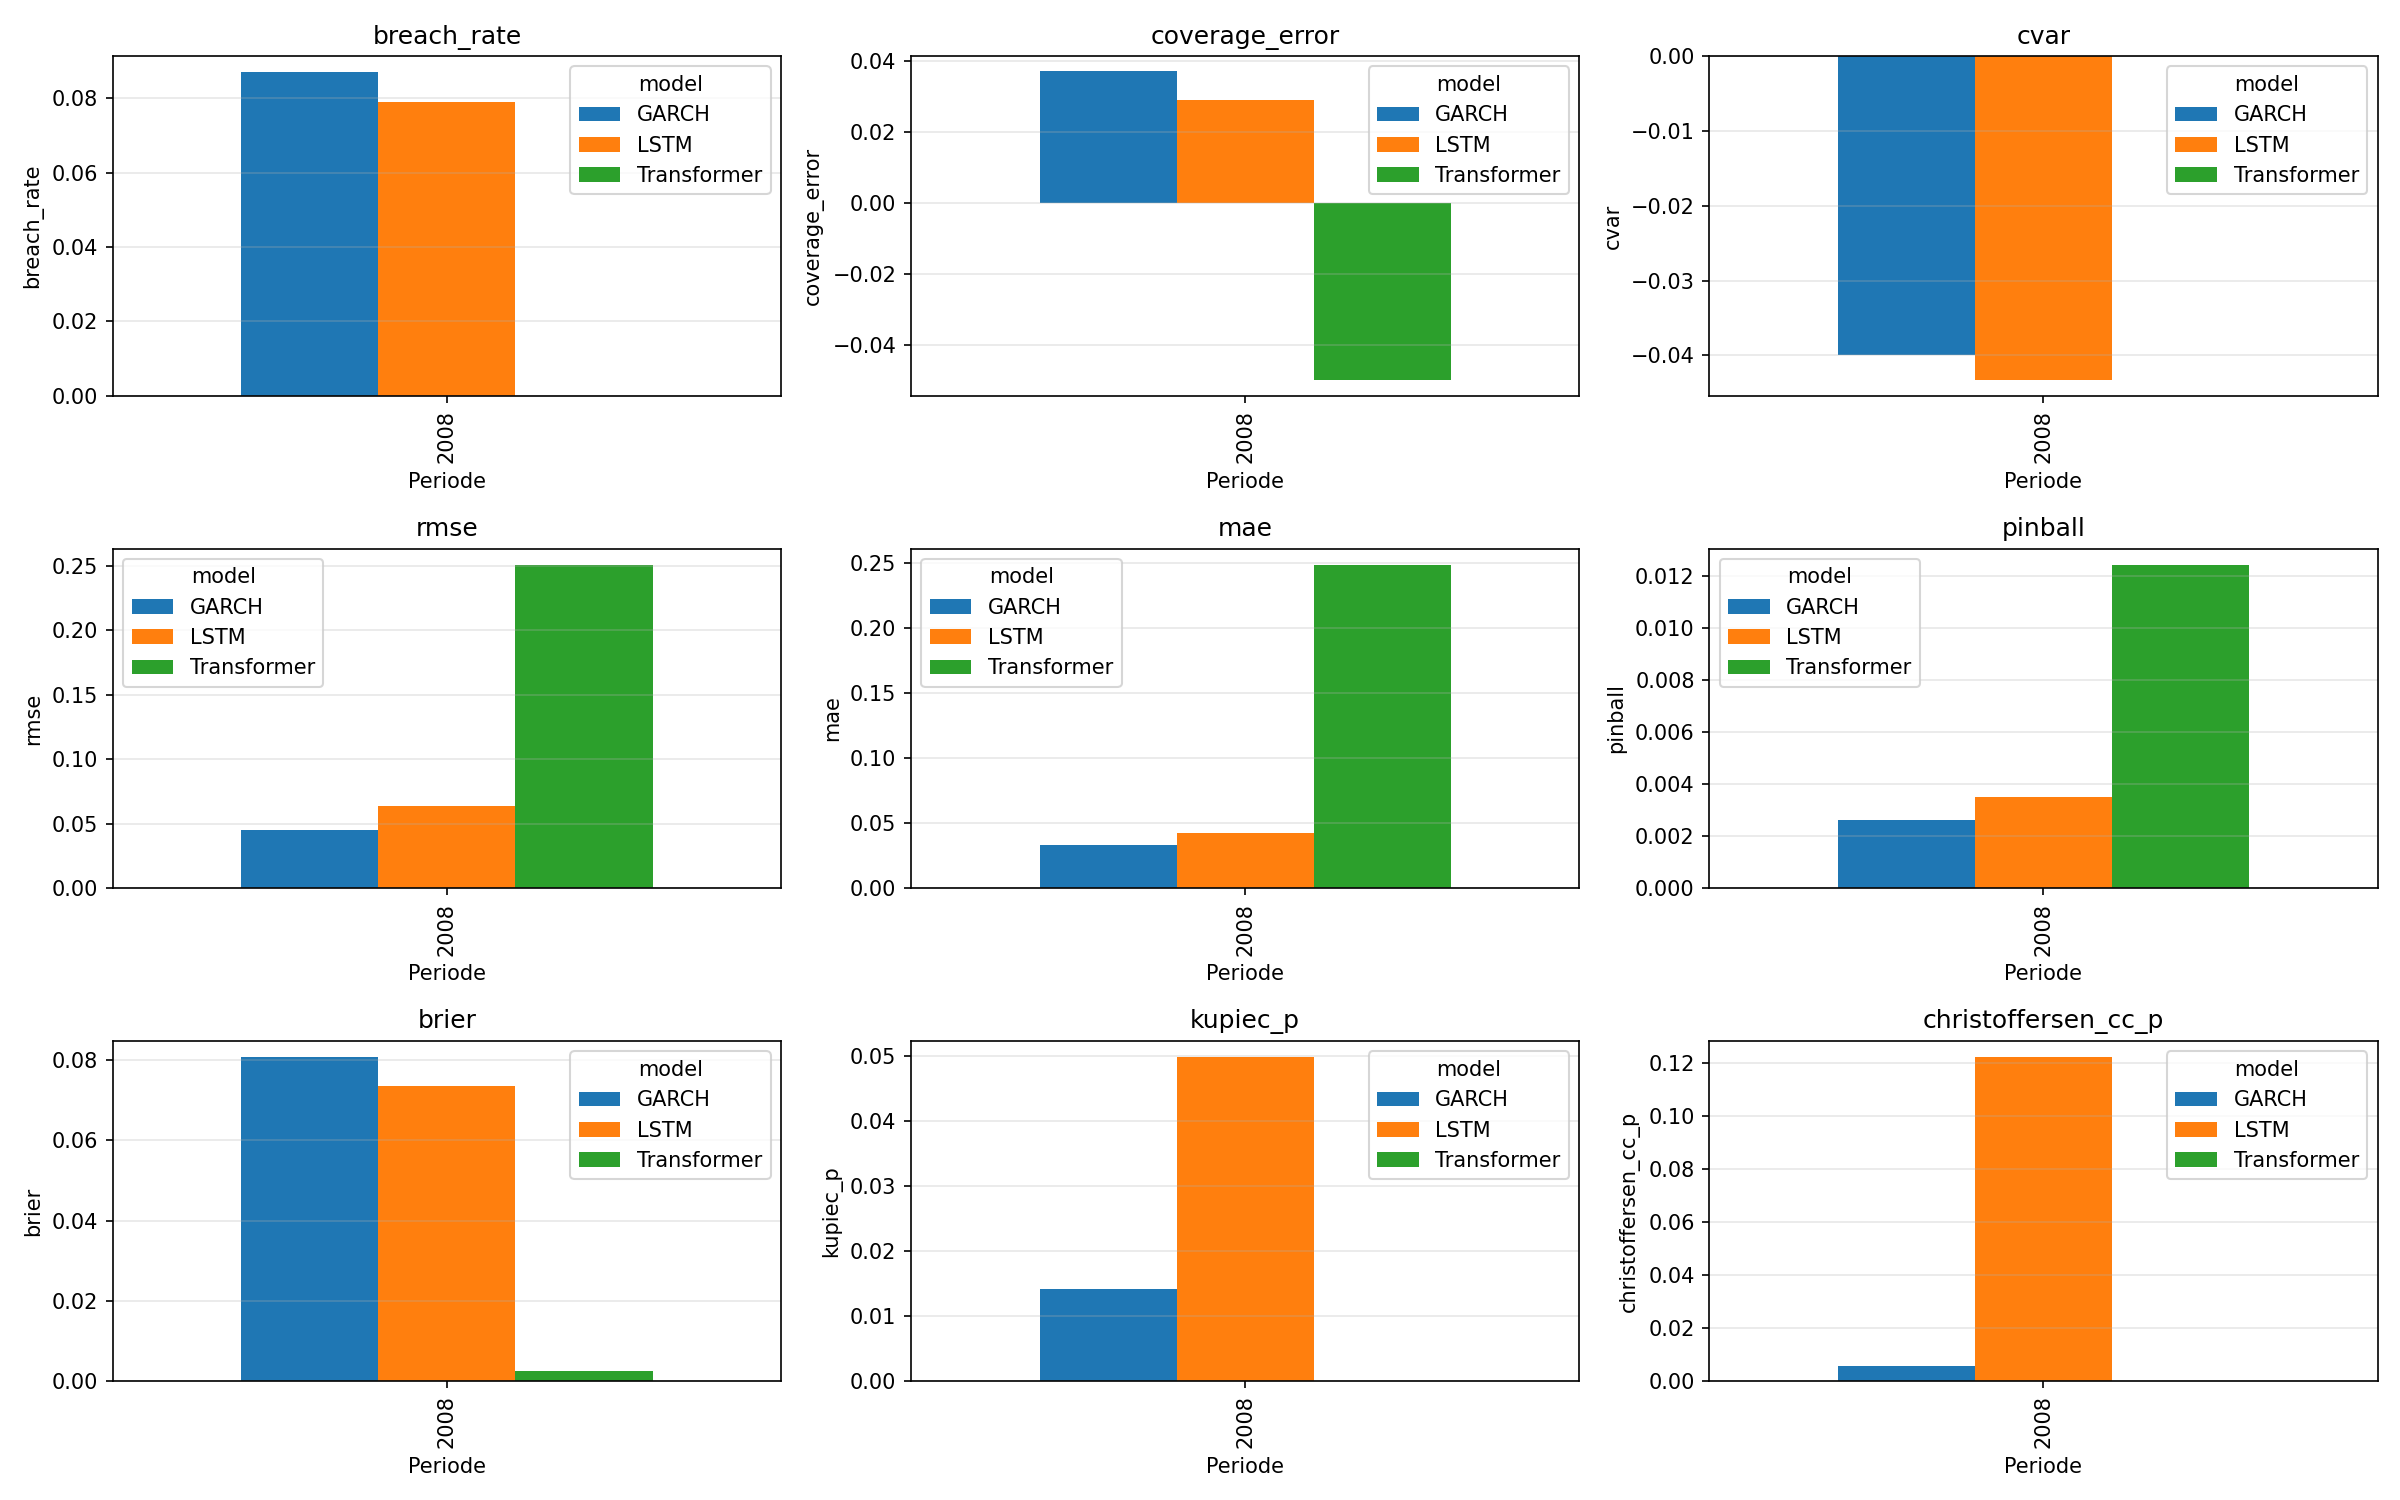 breach_rate
breach_rate
0.08
0.06
0.04
0.02
0.00
model
GARCH
LSTM
Transformer
2008
Periode
coverage_error
coverage_error
0.04
0.02
0.00
−0.02
−0.04
model
GARCH
LSTM
Transformer
2008
Periode
cvar
cvar
0.00
−0.01
−0.02
−0.03
−0.04
model
GARCH
LSTM
Transformer
2008
Periode
rmse
rmse
0.25
0.20
0.15
0.10
0.05
0.00
model
GARCH
LSTM
Transformer
2008
Periode
mae
mae
0.25
0.20
0.15
0.10
0.05
0.00
model
GARCH
LSTM
Transformer
2008
Periode
pinball
pinball
0.012
0.010
0.008
0.006
0.004
0.002
0.000
model
GARCH
LSTM
Transformer
2008
Periode
brier
brier
0.08
0.06
0.04
0.02
0.00
model
GARCH
LSTM
Transformer
2008
Periode
kupiec_p
kupiec_p
0.05
0.04
0.03
0.02
0.01
0.00
model
GARCH
LSTM
Transformer
2008
Periode
christoffersen_cc_p
christoffersen_cc_p
0.12
0.10
0.08
0.06
0.04
0.02
0.00
model
GARCH
LSTM
Transformer
2008
Periode